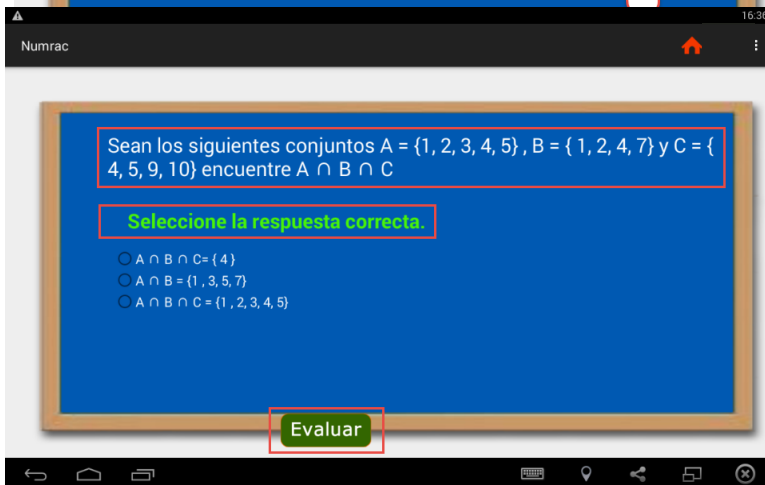 16:36
Numrac
Sean los siguientes conjuntos A = {1, 2, 3, 4, 5} , B = { 1, 2, 4, 7} y C = {
4, 5, 9, 10} encuentre A ∩ B ∩ C
Seleccione la respuesta correcta.
A ∩ B ∩ C= { 4 }
A ∩ B = {1 , 3, 5, 7}
A ∩ B ∩ C = {1 , 2, 3, 4, 5}
Evaluar